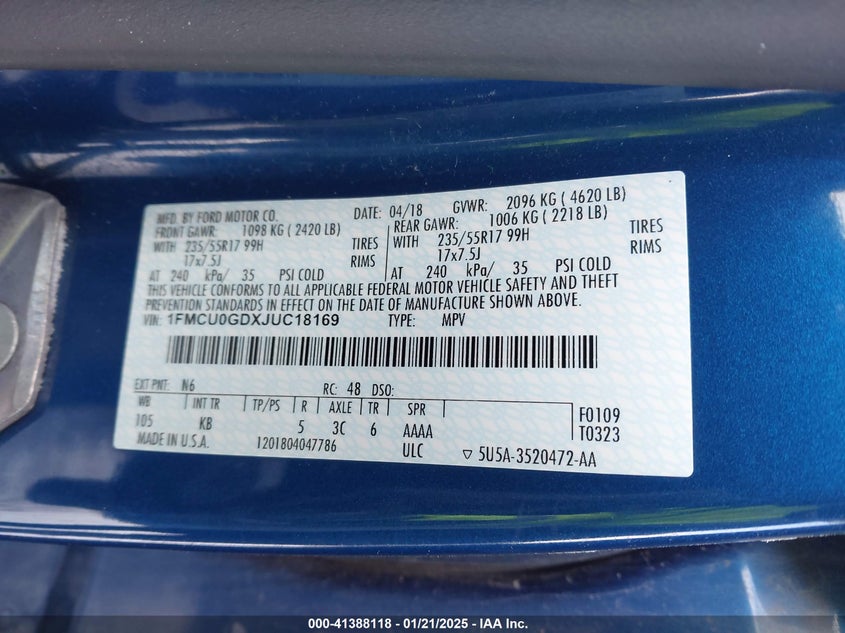 MFD. BY FORD MOTOR CO. DATE: 04/18 GVWR: 2096 KG ( 4620 LB)
FRONT GAWR: 1098 KG ( 2420 LB) REAR GAWR: 1006 KG ( 2218 LB)
WITH 235/55R17 99H TIRES WITH 235/55R17 99H TIRES
17x7.5J RIMS 17x7.5J RIMS
AT 240 kPa/ 35 PSI COLD AT 240 kPa/ 35 PSI COLD
THIS VEHICLE CONFORMS TO ALL APPLICABLE FEDERAL MOTOR VEHICLE SAFETY AND THEFT
PREVENTION STANDARDS IN EFFECT ON THE DATE OF MANUFACTURE SHOWN ABOVE.
VIN: 1FMCU0GDXJUC18169 TYPE: MPV
EXT PNT: N6 RC: 48 DSO:
WB INT TR TP/PS R AXLE TR SPR F0109
105 KB 5 3C 6 AAAA T0323
MADE IN U.S.A. 1201804047786 ULC ▽ 5U5A-3520472-AA
000-41388118 - 01/21/2025 - IAA Inc.